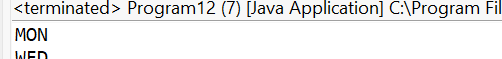 <terminated> Program12 (7) [Java Application] C:\Program Fil
MON
WED